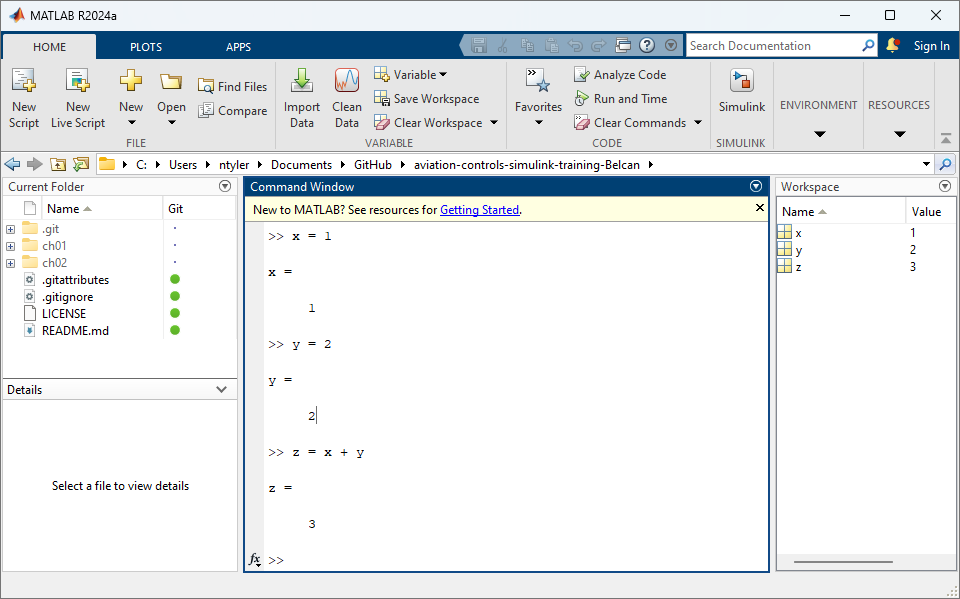 MATLAB R2024a
HOME PLOTS APPS
Search Documentation
Sign In
New Script
New Live Script
New
Open
Find Files
Compare
FILE
Import Data
Clean Data
Variable
Save Workspace
Clear Workspace
VARIABLE
Favorites
Analyze Code
Run and Time
Clear Commands
CODE
Simulink
SIMULINK
ENVIRONMENT
RESOURCES
C: Users ntyler Documents GitHub aviation-controls-simulink-training-Belcan
Current Folder
Name Git
.git
ch01
ch02
.gitattributes
.gitignore
LICENSE
README.md
Details
Select a file to view details
Command Window
New to MATLAB? See resources for Getting Started.
>> x = 1
x =
1
>> y = 2
y =
2
>> z = x + y
z =
3
fx >>
Workspace
Name Value
x 1
y 2
z 3